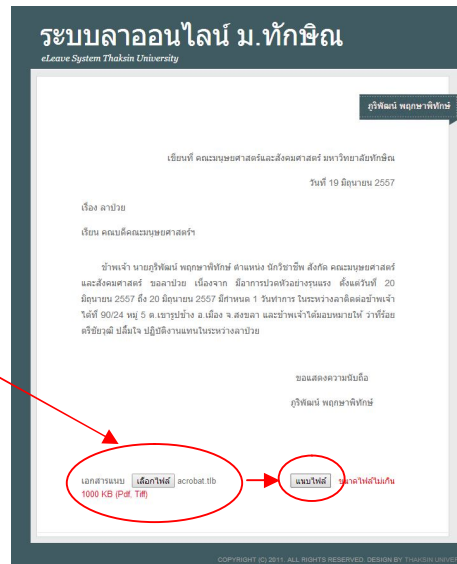 ระบบลาออนไลน์ ม.ทักษิณ
eLeave System Thaksin University
ภูริพัฒน์ พฤกษาพิทักษ์
เขียนที่ คณะมนุษยศาสตร์และสังคมศาสตร์ มหาวิทยาลัยทักษิณ
วันที่ 19 มิถุนายน 2557
เรื่อง ลาป่วย
เรียน คณบดีคณะมนุษยศาสตร์ฯ
ข้าพเจ้า นายภูริพัฒน์ พฤกษาพิทักษ์ ตำแหน่ง นักวิชาชีพ สังกัด คณะมนุษยศาสตร์
และสังคมศาสตร์ ขอลาป่วย เนื่องจาก มีอาการปวดหัวอย่างรุนแรง ตั้งแต่วันที่ 20
มิถุนายน 2557 ถึง 20 มิถุนายน 2557 มีกำหนด 1 วันทำการ ในระหว่างลาติดต่อข้าพเจ้า
ได้ที่ 90/24 หมู่ 5 ต.เขารูปช้าง อ.เมือง จ.สงขลา และข้าพเจ้าได้มอบหมายให้ ว่าที่ร้อย
ตรีชัยวุฒิ ปลื้มใจ ปฏิบัติงานแทนในระหว่างลาป่วย
ขอแสดงความนับถือ
ภูริพัฒน์ พฤกษาพิทักษ์
เอกสารแนบ เลือกไฟล์ acrobat.tlb แนบไฟล์ ขนาดไฟล์ไม่เกิน
1000 KB (Pdf. Tiff)
COPYRIGHT (C) 2011. ALL RIGHTS RESERVED. DESIGN BY THAKSIN UNIVER